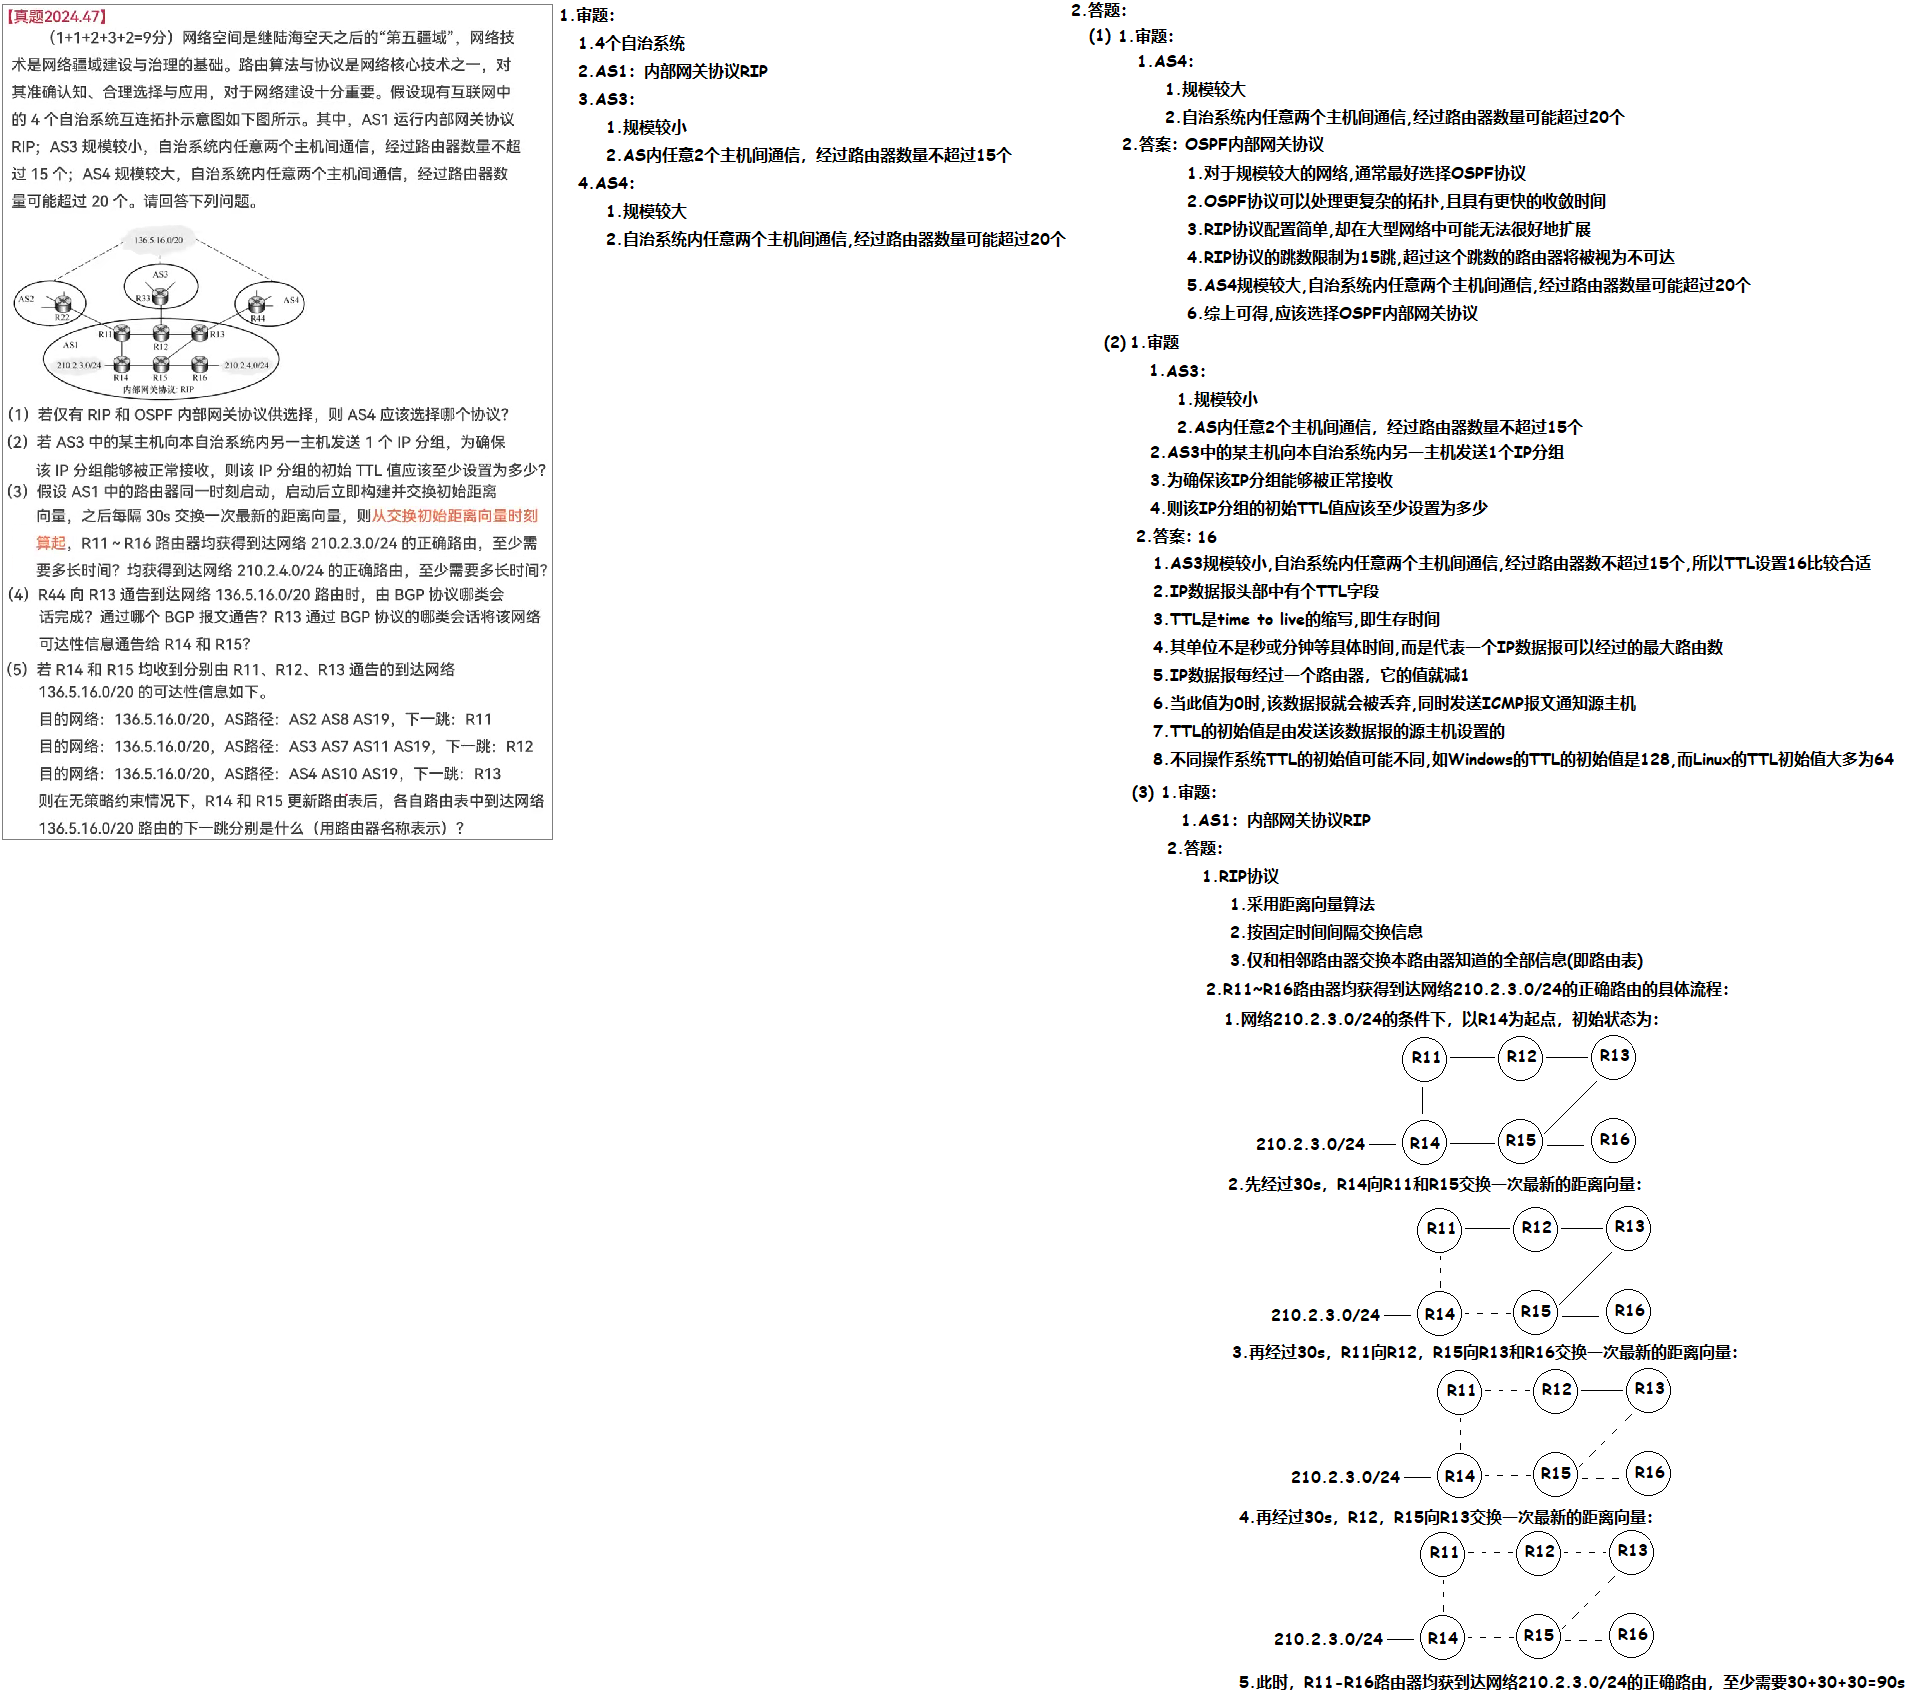 【真题2024.47】
（1+1+2+3+2=9分）网络空间是继陆海空天之后的“第五疆域”，网络技
术是网络疆域建设与治理的基础。路由算法与协议是网络核心技术之一，对
其准确认知、合理选择与应用，对于网络建设十分重要。假设现有互联网中
的 4 个自治系统互连拓扑示意图如下图所示。其中，AS1 运行内部网关协议
RIP；AS3 规模较小，自治系统内任意两个主机间通信，经过路由器数量不超
过 15 个；AS4 规模较大，自治系统内任意两个主机间通信，经过路由器数
量可能超过 20 个。请回答下列问题。
136.5.16.0/20
AS3
R33
AS2
R22
AS4
R44
R11
R12
R13
AS1
210.2.3.0/24
210.2.4.0/24
R14
R15
R16
内部网关协议: RIP
（1）若仅有 RIP 和 OSPF 内部网关协议供选择，则 AS4 应该选择哪个协议？
（2）若 AS3 中的某主机向本自治系统内另一主机发送 1 个 IP 分组，为确保
该 IP 分组能够被正常接收，则该 IP 分组的初始 TTL 值应该至少设置为多少？
（3）假设 AS1 中的路由器同一时刻启动，启动后立即构建并交换初始距离
向量，之后每隔 30s 交换一次最新的距离向量，则从交换初始距离向量时刻
算起，R11 ~ R16 路由器均获得到达网络 210.2.3.0/24 的正确路由，至少需
要多长时间？均获得到达网络 210.2.4.0/24 的正确路由，至少需要多长时间？
（4）R44 向 R13 通告到达网络 136.5.16.0/20 路由时，由 BGP 协议哪类会
话完成？通过哪个 BGP 报文通告？R13 通过 BGP 协议的哪类会话将该网络
可达性信息通告给 R14 和 R15？
（5）若 R14 和 R15 均收到分别由 R11、R12、R13 通告的到达网络
136.5.16.0/20 的可达性信息如下。
目的网络：136.5.16.0/20，AS路径：AS2 AS8 AS19，下一跳：R11
目的网络：136.5.16.0/20，AS路径：AS3 AS7 AS11 AS19，下一跳：R12
目的网络：136.5.16.0/20，AS路径：AS4 AS10 AS19，下一跳：R13
则在无策略约束情况下，R14 和 R15 更新路由表后，各自路由表中到达网络
136.5.16.0/20 路由的下一跳分别是什么（用路由器名称表示）？
1.审题：
1.4个自治系统
2.AS1：内部网关协议RIP
3.AS3：
1.规模较小
2.AS内任意2个主机间通信，经过路由器数量不超过15个
4.AS4：
1.规模较大
2.自治系统内任意两个主机间通信,经过路由器数量可能超过20个
2.答题：
(1) 1.审题：
1.AS4：
1.规模较大
2.自治系统内任意两个主机间通信,经过路由器数量可能超过20个
2.答案：OSPF内部网关协议
1.对于规模较大的网络,通常最好选择OSPF协议
2.OSPF协议可以处理更复杂的拓扑,且具有更快的收敛时间
3.RIP协议配置简单,却在大型网络中可能无法很好地扩展
4.RIP协议的跳数限制为15跳,超过这个跳数的路由器将被视为不可达
5.AS4规模较大,自治系统内任意两个主机间通信,经过路由器数量可能超过20个
6.综上可得,应该选择OSPF内部网关协议
(2) 1.审题
1.AS3：
1.规模较小
2.AS内任意2个主机间通信，经过路由器数量不超过15个
2.AS3中的某主机向本自治系统内另一主机发送1个IP分组
3.为确保该IP分组能够被正常接收
4.则该IP分组的初始TTL值应该至少设置为多少
2.答案：16
1.AS3规模较小,自治系统内任意两个主机间通信,经过路由器数不超过15个,所以TTL设置16比较合适
2.IP数据报头部中有个TTL字段
3.TTL是time to live的缩写,即生存时间
4.其单位不是秒或分钟等具体时间,而是代表一个IP数据报可以经过的最大路由数
5.IP数据报每经过一个路由器，它的值就减1
6.当此值为0时,该数据报就会被丢弃,同时发送ICMP报文通知源主机
7.TTL的初始值是由发送该数据报的源主机设置的
8.不同操作系统TTL的初始值可能不同,如Windows的TTL的初始值是128,而Linux的TTL初始值大多为64
(3) 1.审题：
1.AS1：内部网关协议RIP
2.答题：
1.RIP协议
1.采用距离向量算法
2.按固定时间间隔交换信息
3.仅和相邻路由器交换本路由器知道的全部信息(即路由表)
2.R11~R16路由器均获得到达网络210.2.3.0/24的正确路由的具体流程：
1.网络210.2.3.0/24的条件下，以R14为起点，初始状态为：
R11 R12 R13
210.2.3.0/24 R14 R15 R16
2.先经过30s，R14向R11和R15交换一次最新的距离向量：
R11 R12 R13
210.2.3.0/24 R14 R15 R16
3.再经过30s，R11向R12，R15向R13和R16交换一次最新的距离向量：
R11 R12 R13
210.2.3.0/24 R14 R15 R16
4.再经过30s，R12，R15向R13交换一次最新的距离向量：
R11 R12 R13
210.2.3.0/24 R14 R15 R16
5.此时，R11-R16路由器均获到达网络210.2.3.0/24的正确路由，至少需要30+30+30=90s